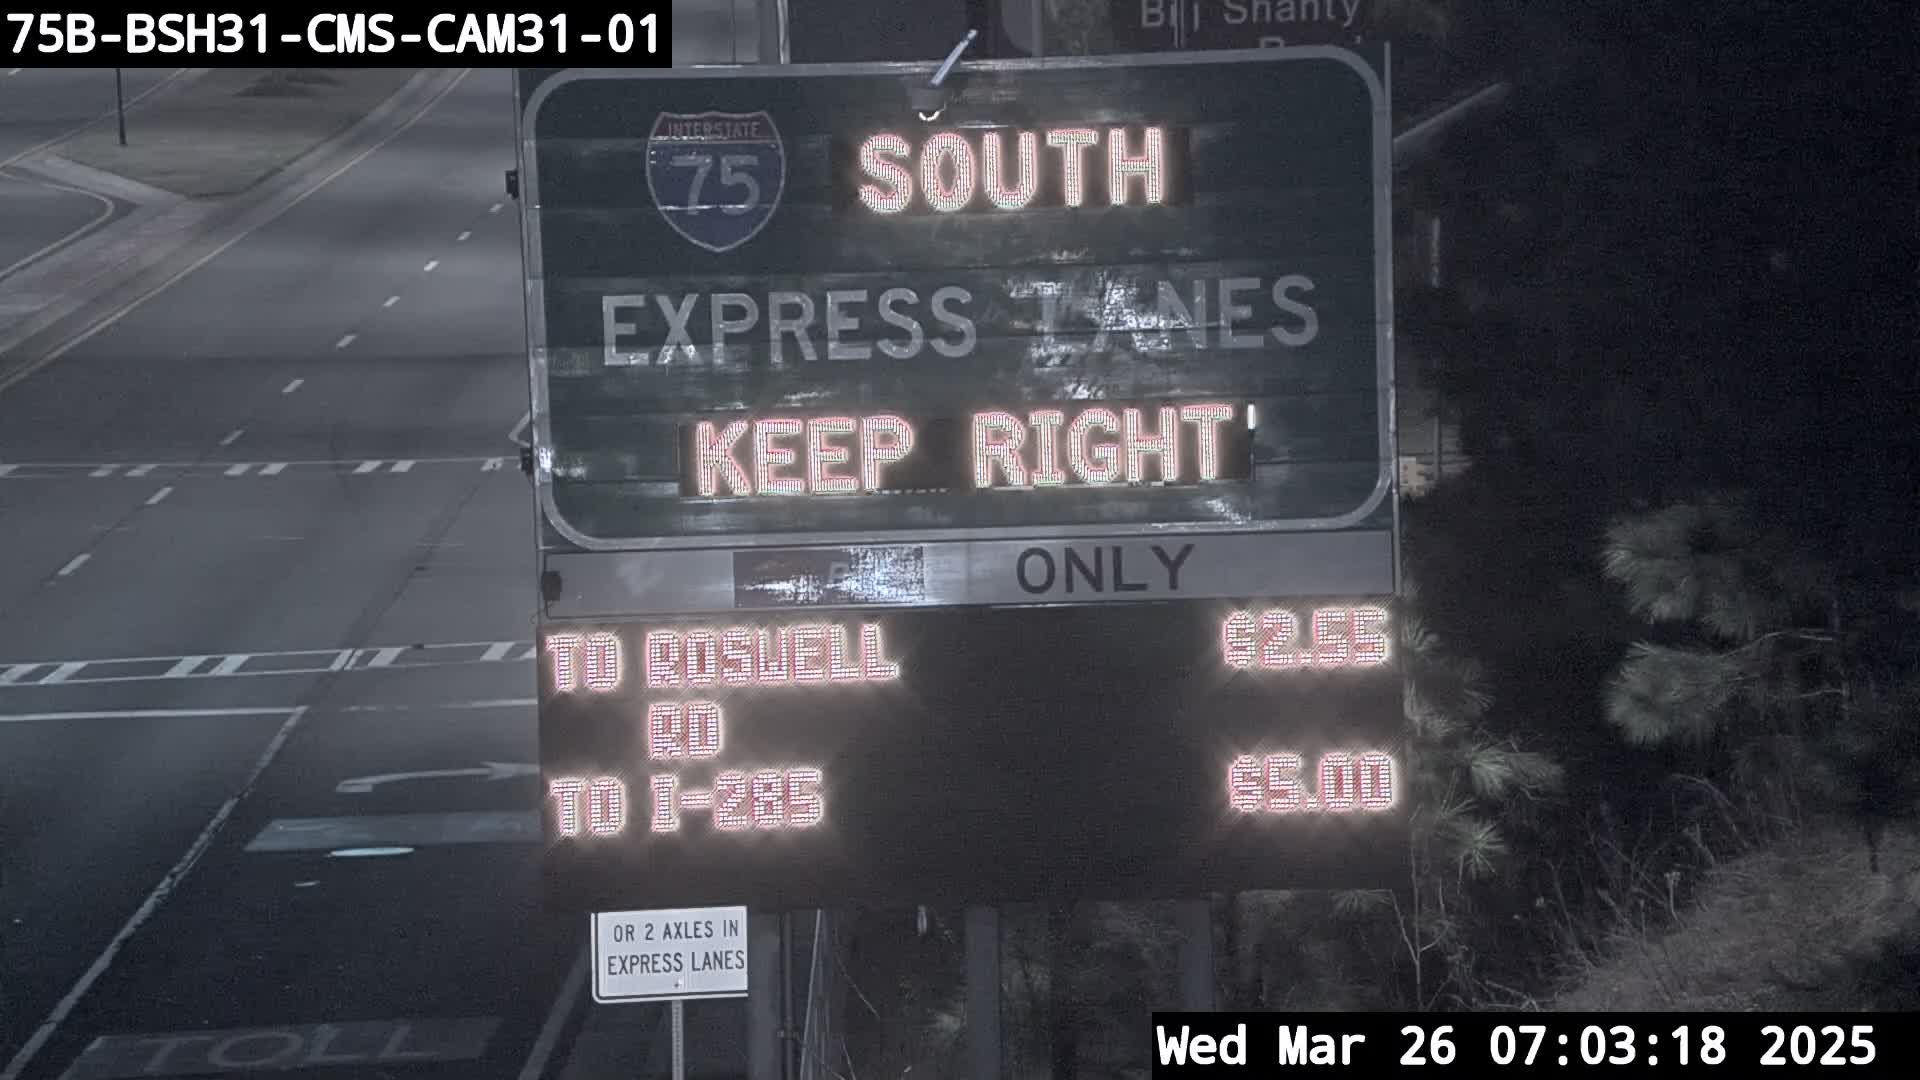 75B-BSH31-CMS-CAM31-01
Shanty
INTERSTATE
75
SOUTH
EXPRESS LANES
KEEP RIGHT
ONLY
TO ROSWELL $2.55
RD
TO I-285 $5.00
OR 2 AXLES IN
EXPRESS LANES
TOLL
Wed Mar 26 07:03:18 2025